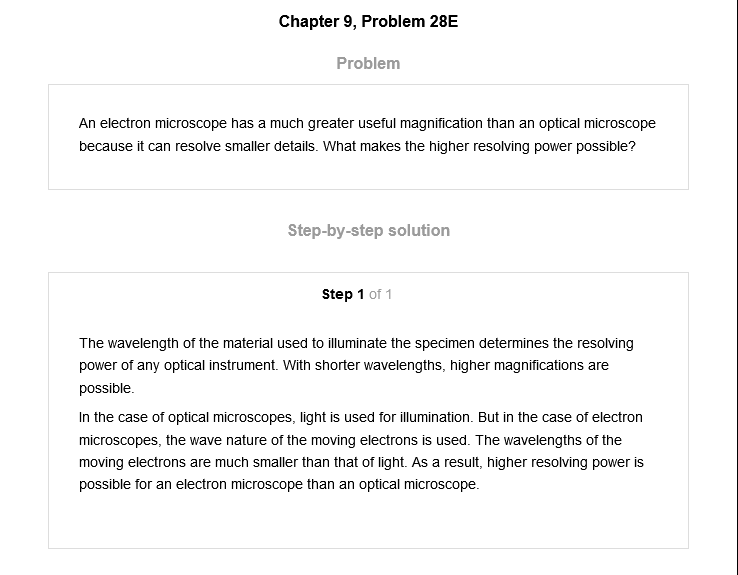 Chapter 9, Problem 28E
Problem
An electron microscope has a much greater useful magnification than an optical microscope
because it can resolve smaller details. What makes the higher resolving power possible?
Step-by-step solution
Step 1 of 1
The wavelength of the material used to illuminate the specimen determines the resolving
power of any optical instrument. With shorter wavelengths, higher magnifications are
possible.
In the case of optical microscopes, light is used for illumination. But in the case of electron
microscopes, the wave nature of the moving electrons is used. The wavelengths of the
moving electrons are much smaller than that of light. As a result, higher resolving power is
possible for an electron microscope than an optical microscope.